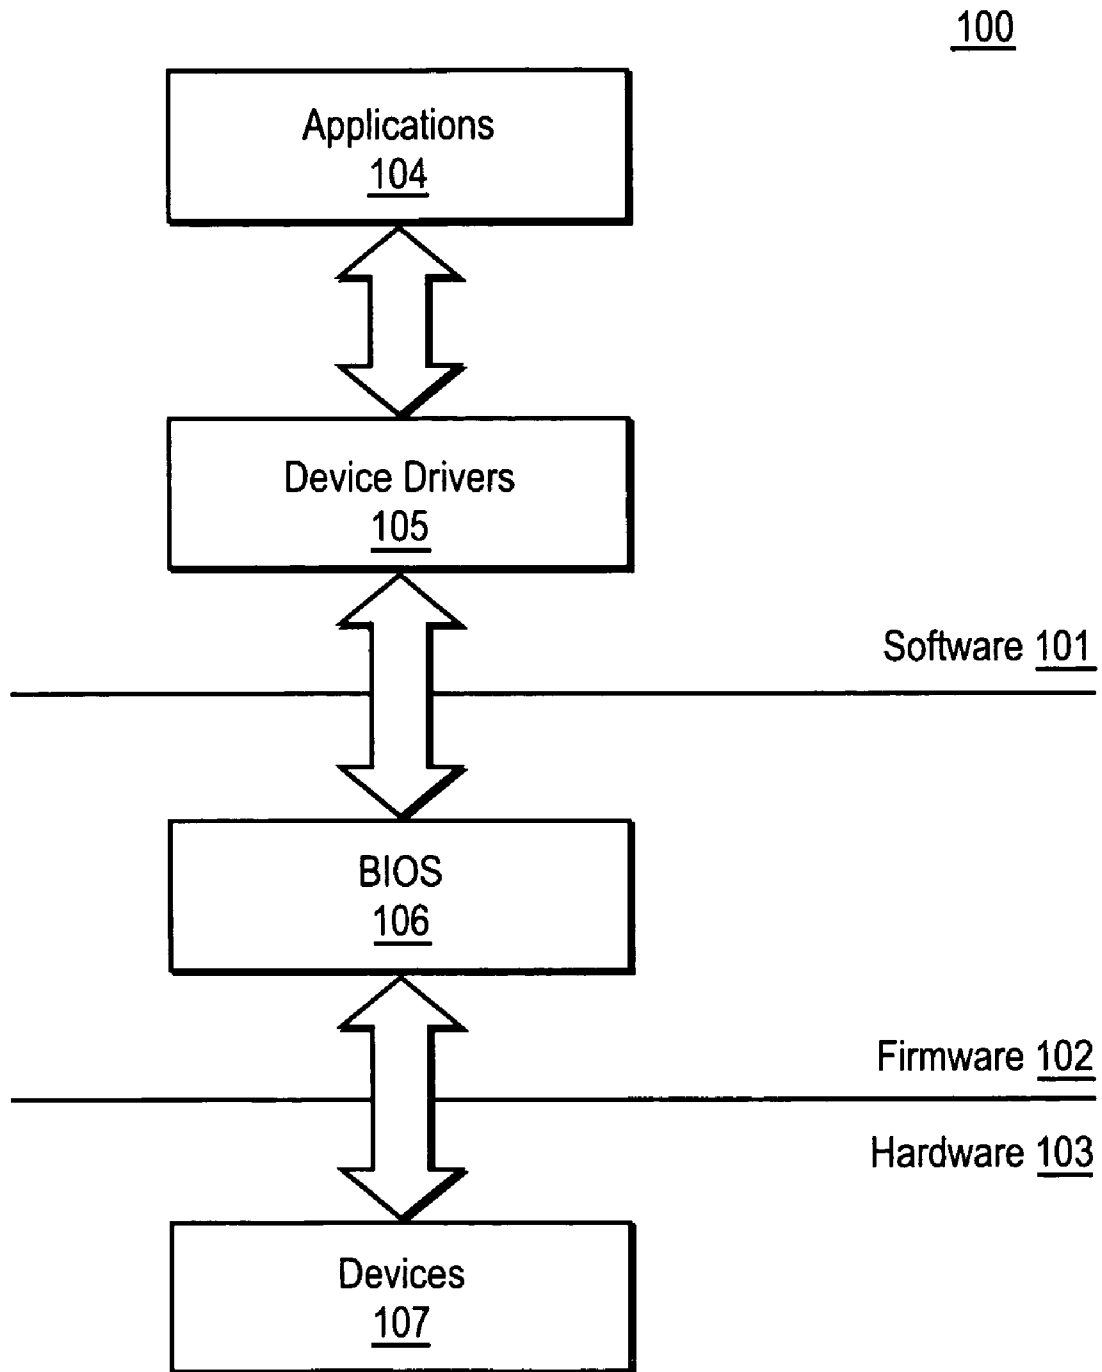 100
Applications
104
Device Drivers
105
Software 101
BIOS
106
Firmware 102
Hardware 103
Devices
107